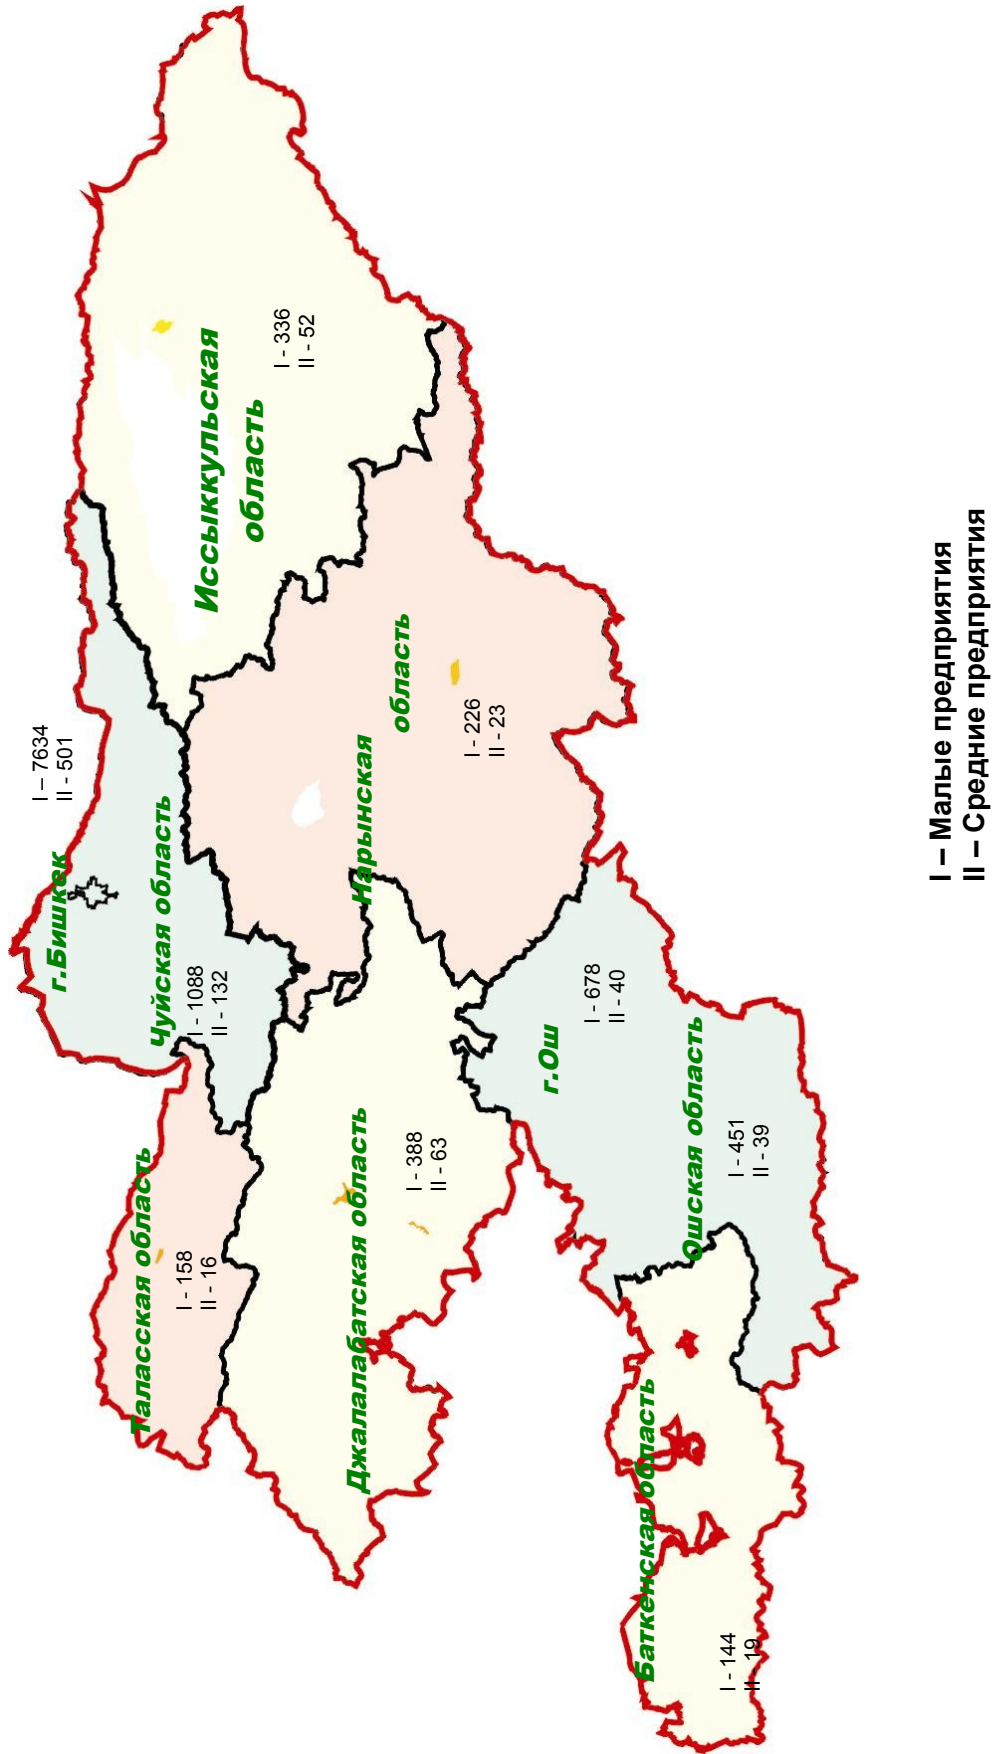 I – 7634
II - 501
г.Бишкек
Чуйская область
I - 1088
II - 132
Иссыккульская
область
I - 336
II - 52
Таласская область
I - 158
II - 16
Нарынская
область
I - 226
II - 23
Джалалабатская область
I - 388
II - 63
г.Ош
I - 678
II - 40
Ошская область
I - 451
II - 39
Баткенская область
I - 144
II - 19
I – Малые предприятия
II – Средние предприятия